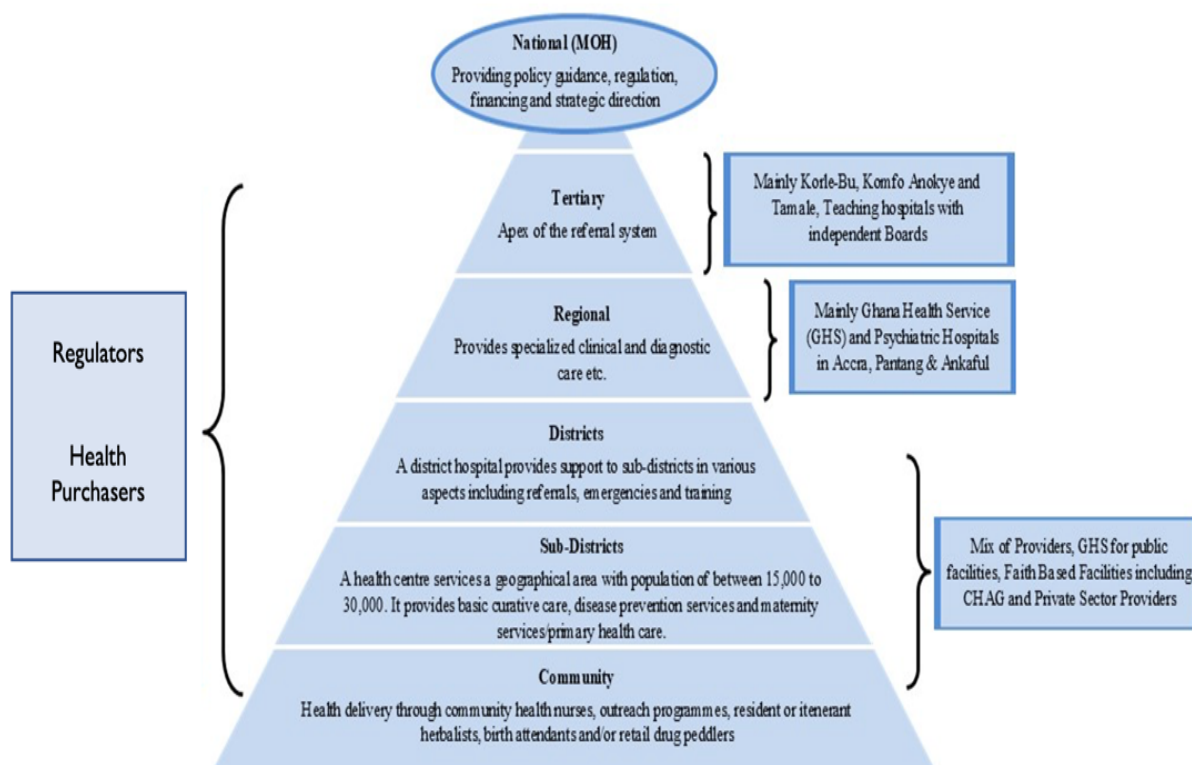 National (MOH)
Providing policy guidance, regulation,
financing and strategic direction
Tertiary
Apex of the referral system
Mainly Korle-Bu, Komfo Anokye and
Tamale, Teaching hospitals with
independent Boards
Regional
Provides specialized clinical and diagnostic
care etc.
Mainly Ghana Health Service
(GHS) and Psychiatric Hospitals
in Accra, Pantang & Ankaful
Regulators
Health
Purchasers
Districts
A district hospital provides support to sub-districts in various
aspects including referrals, emergencies and training
Sub-Districts
A health centre services a geographical area with population of between 15,000 to
30,000. It provides basic curative care, disease prevention services and maternity
services/primary health care.
Mix of Providers, GHS for public
facilities, Faith Based Facilities including
CHAG and Private Sector Providers
Community
Health delivery through community health nurses, outreach programmes, resident or itenerant
herbalists, birth attendants and/or retail drug peddlers